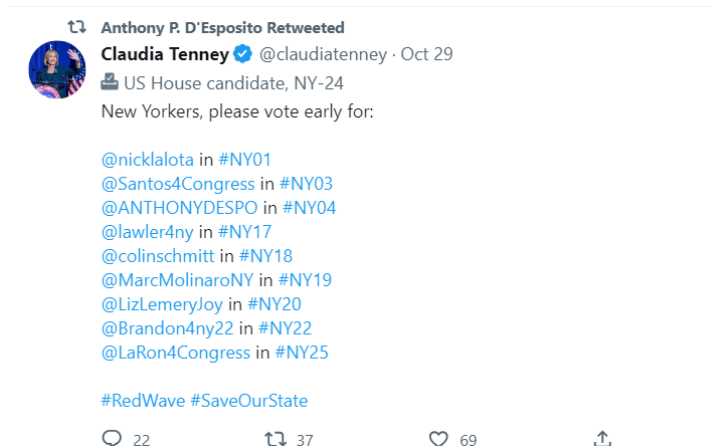 Anthony P. D'Esposito Retweeted
Claudia Tenney @claudiatenney · Oct 29
US House candidate, NY-24
New Yorkers, please vote early for:
@nicklalota in #NY01
@Santos4Congress in #NY03
@ANTHONYDESPO in #NY04
@lawler4ny in #NY17
@colinschmitt in #NY18
@MarcMolinaroNY in #NY19
@LizLemeryJoy in #NY20
@Brandon4ny22 in #NY22
@LaRon4Congress in #NY25
#RedWave #SaveOurState
22 37 69